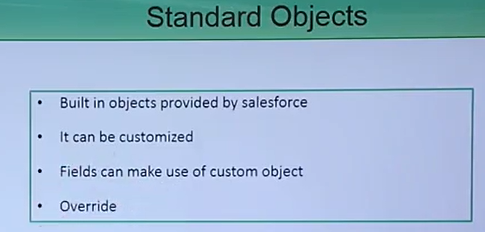 Standard Objects
• Built in objects provided by salesforce
• It can be customized
• Fields can make use of custom object
• Override